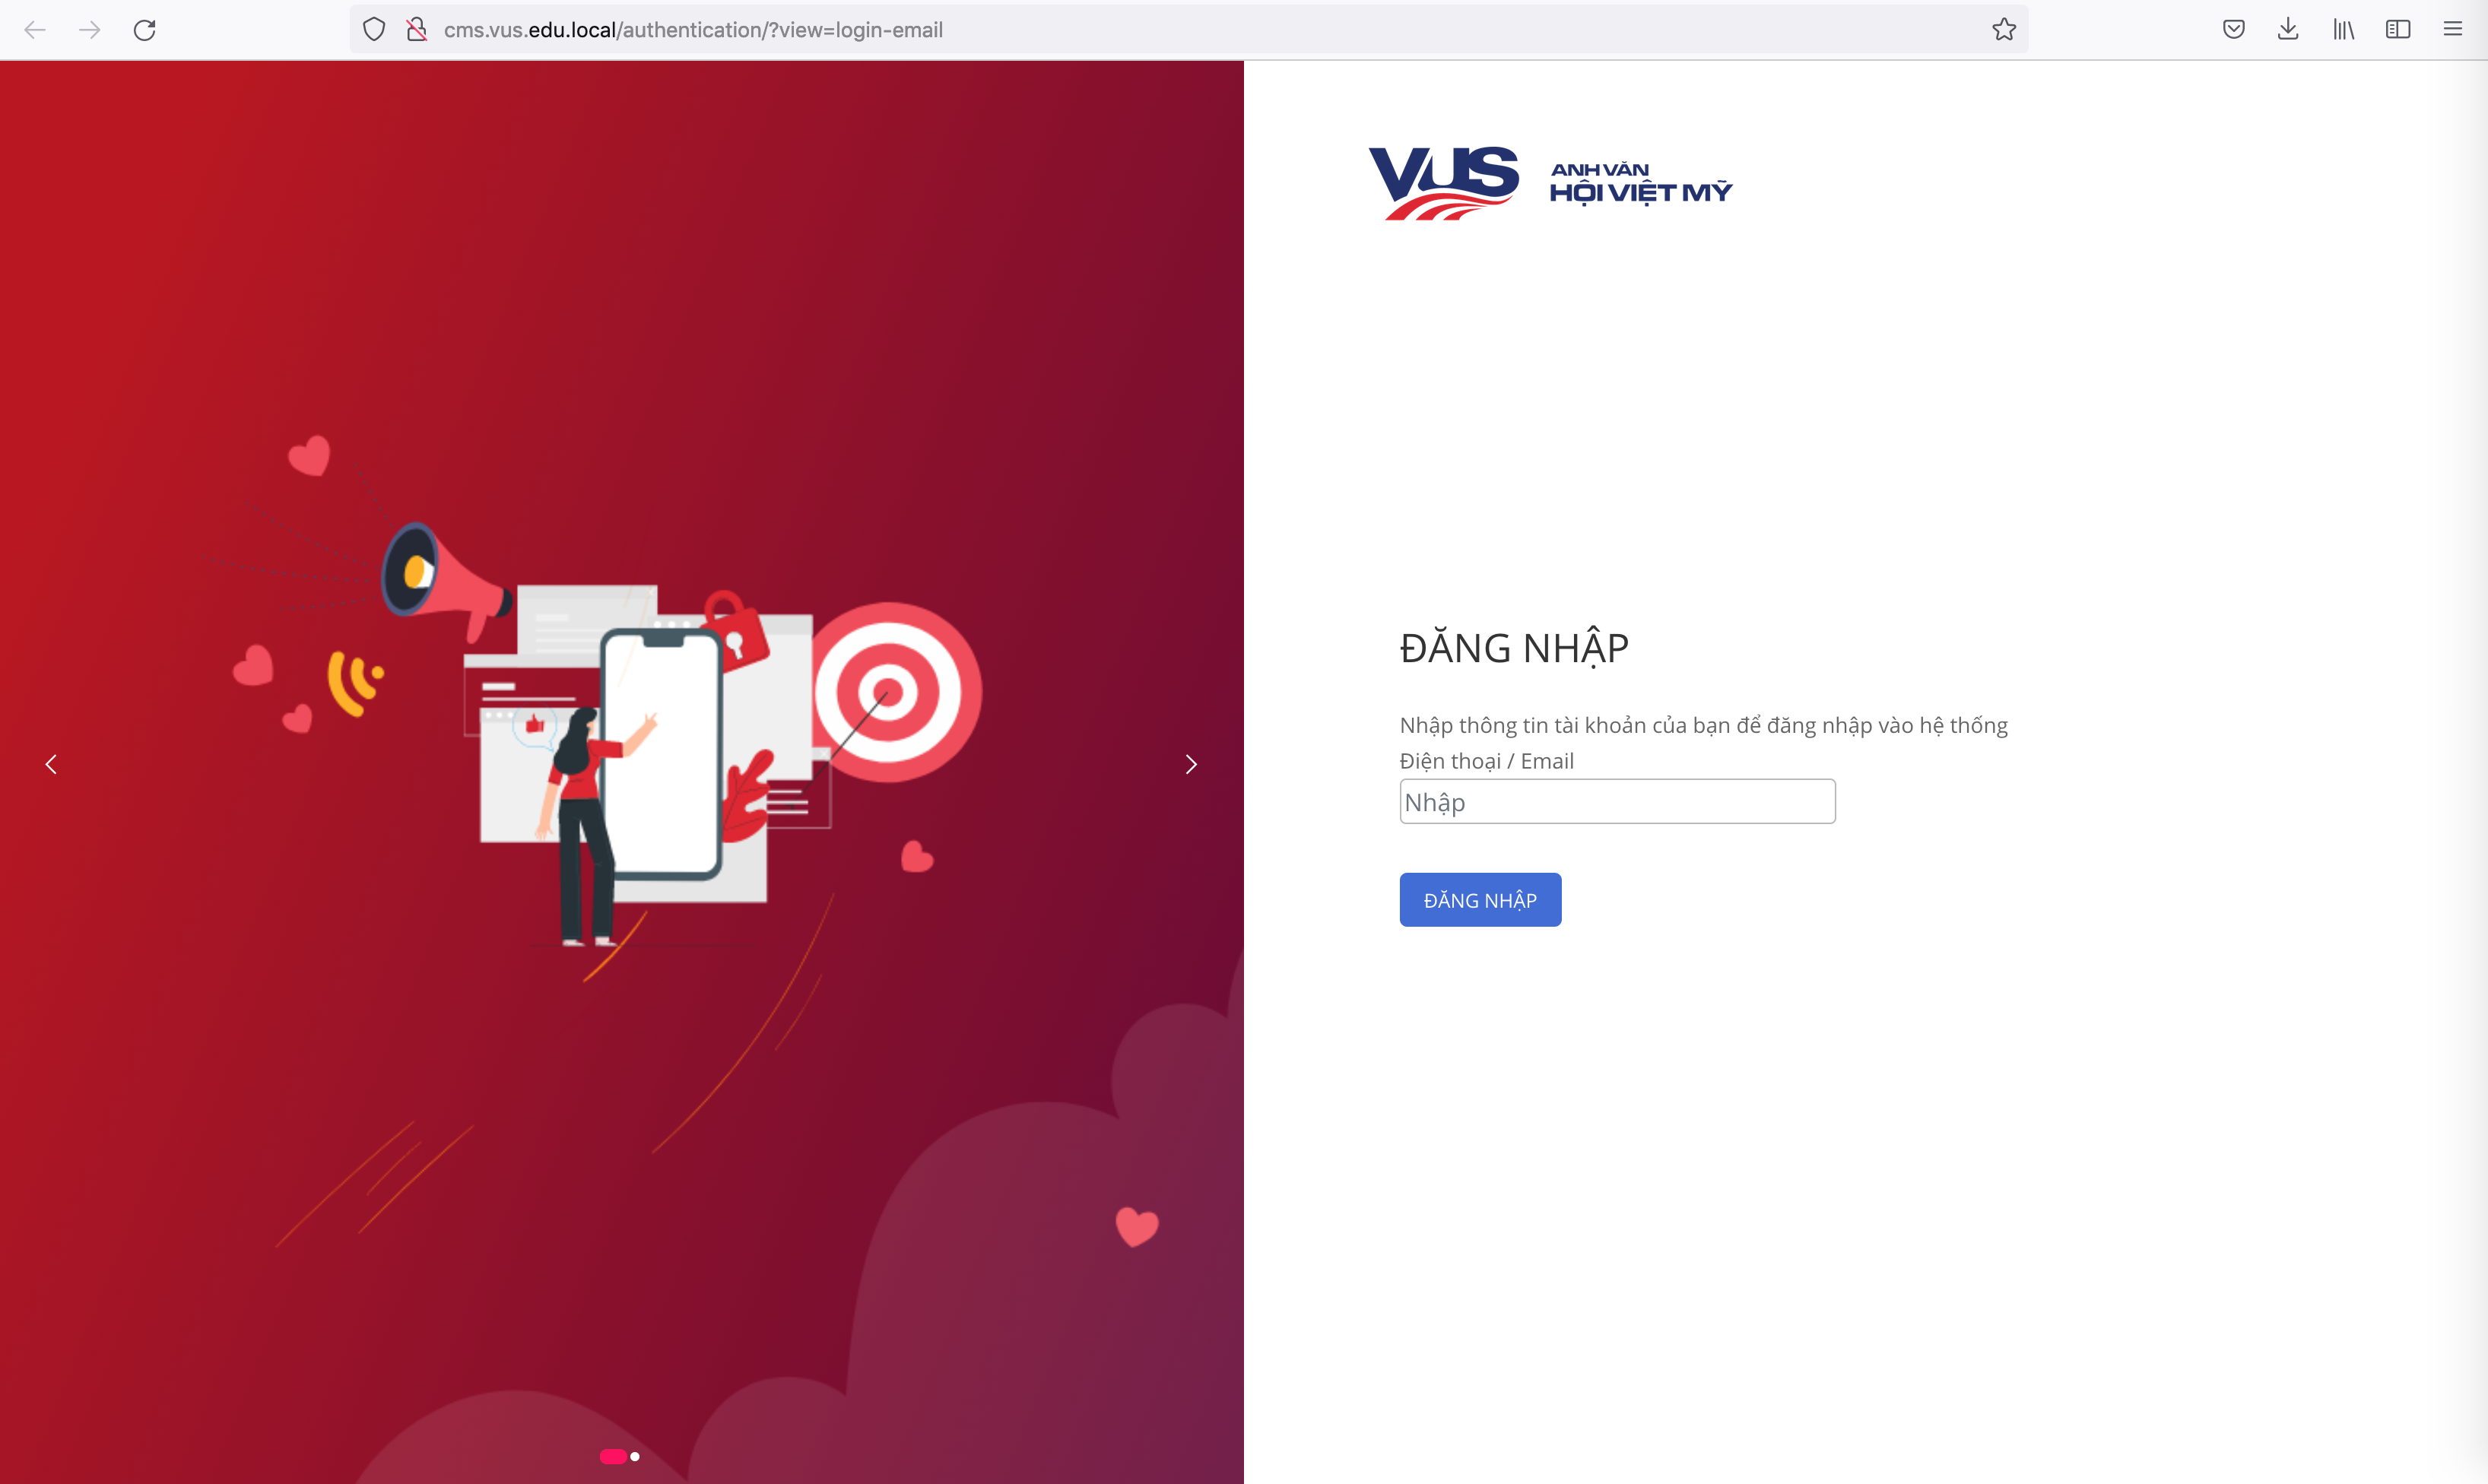 cms.vus.edu.local/authentication/?view=login-email
VUS
ANH VĂN
HỘI VIỆT MỸ
ĐĂNG NHẬP
Nhập thông tin tài khoản của bạn để đăng nhập vào hệ thống
Điện thoại / Email
Nhập
ĐĂNG NHẬP